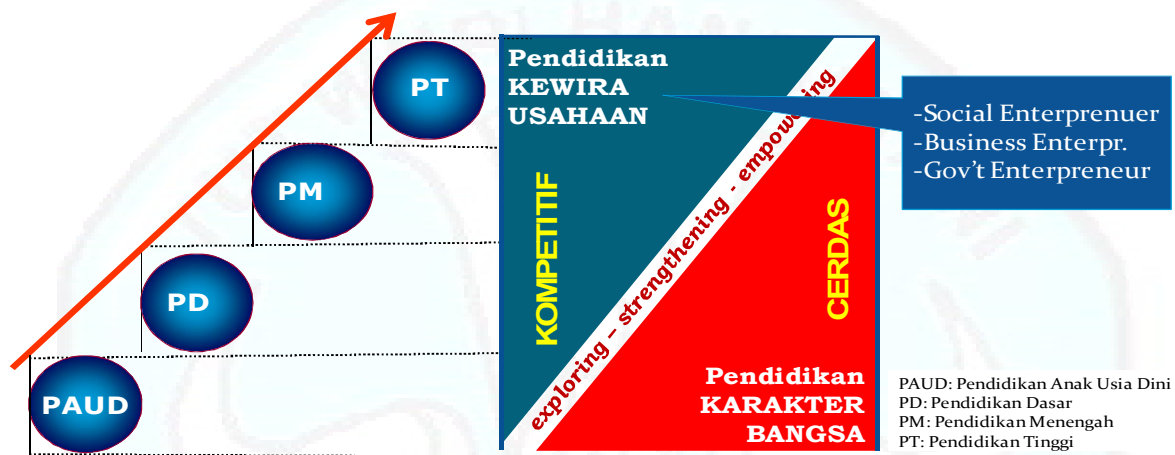 PT
PM
PD
PAUD
Pendidikan
KEWIRA
USAHAAN
KOMPETITIF
exploring – strengthening - empowering
CERDAS
Pendidikan
KARAKTER
BANGSA
-Social Enterprenuer
-Business Enterpr.
-Gov't Enterpreneur
PAUD: Pendidikan Anak Usia Dini
PD: Pendidikan Dasar
PM: Pendidikan Menengah
PT: Pendidikan Tinggi